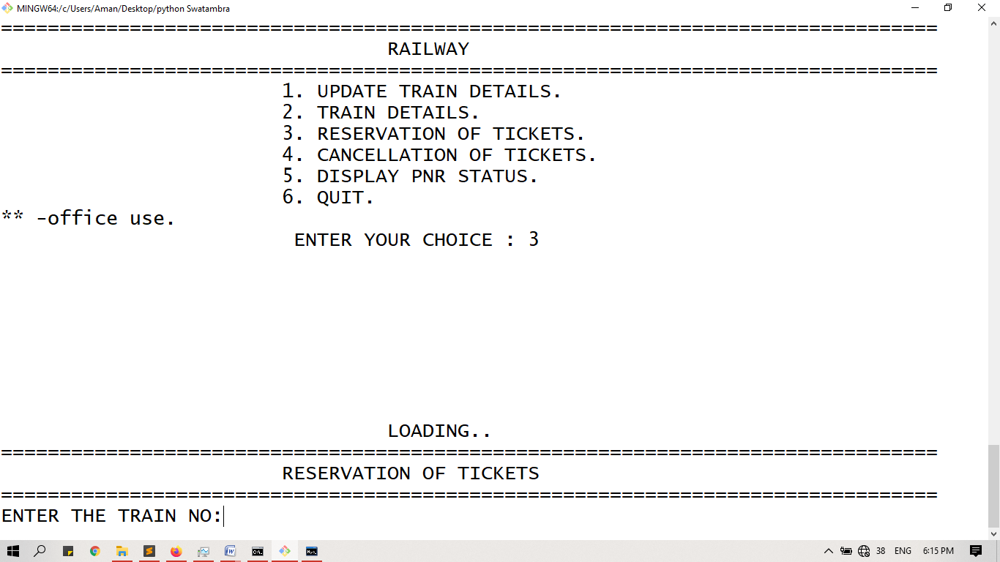 MINGW64:/c/Users/Aman/Desktop/python Swatambra
================================================================================
RAILWAY
================================================================================
1. UPDATE TRAIN DETAILS.
2. TRAIN DETAILS.
3. RESERVATION OF TICKETS.
4. CANCELLATION OF TICKETS.
5. DISPLAY PNR STATUS.
6. QUIT.
** -office use.
ENTER YOUR CHOICE : 3
LOADING..
================================================================================
RESERVATION OF TICKETS
================================================================================
ENTER THE TRAIN NO:
38 ENG 6:15 PM